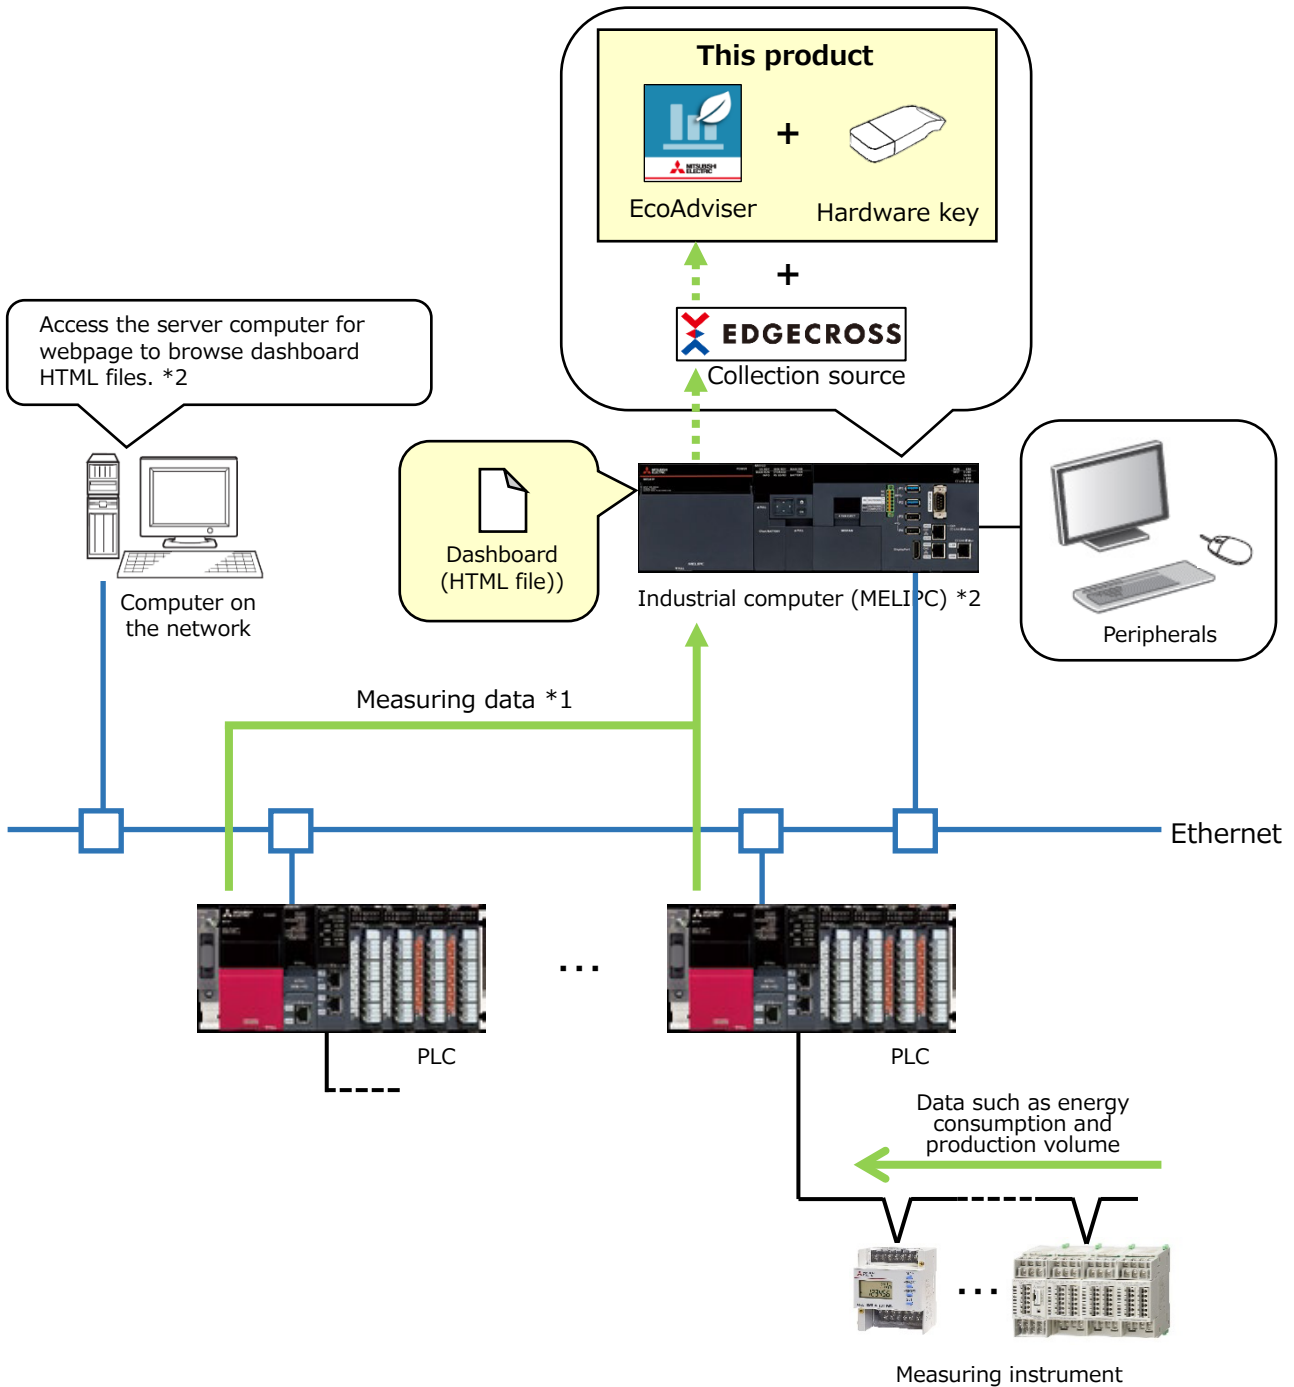 This product
+
MITSUBISHI
ELECTRIC
EcoAdviser
Hardware key
+
EDGECROSS
Collection source
Access the server computer for
webpage to browse dashboard
HTML files. *2
Dashboard
(HTML file))
Industrial computer (MELIPC) *2
Peripherals
Computer on
the network
Measuring data *1
Ethernet
...
PLC
PLC
Data such as energy
consumption and
production volume
...
Measuring instrument